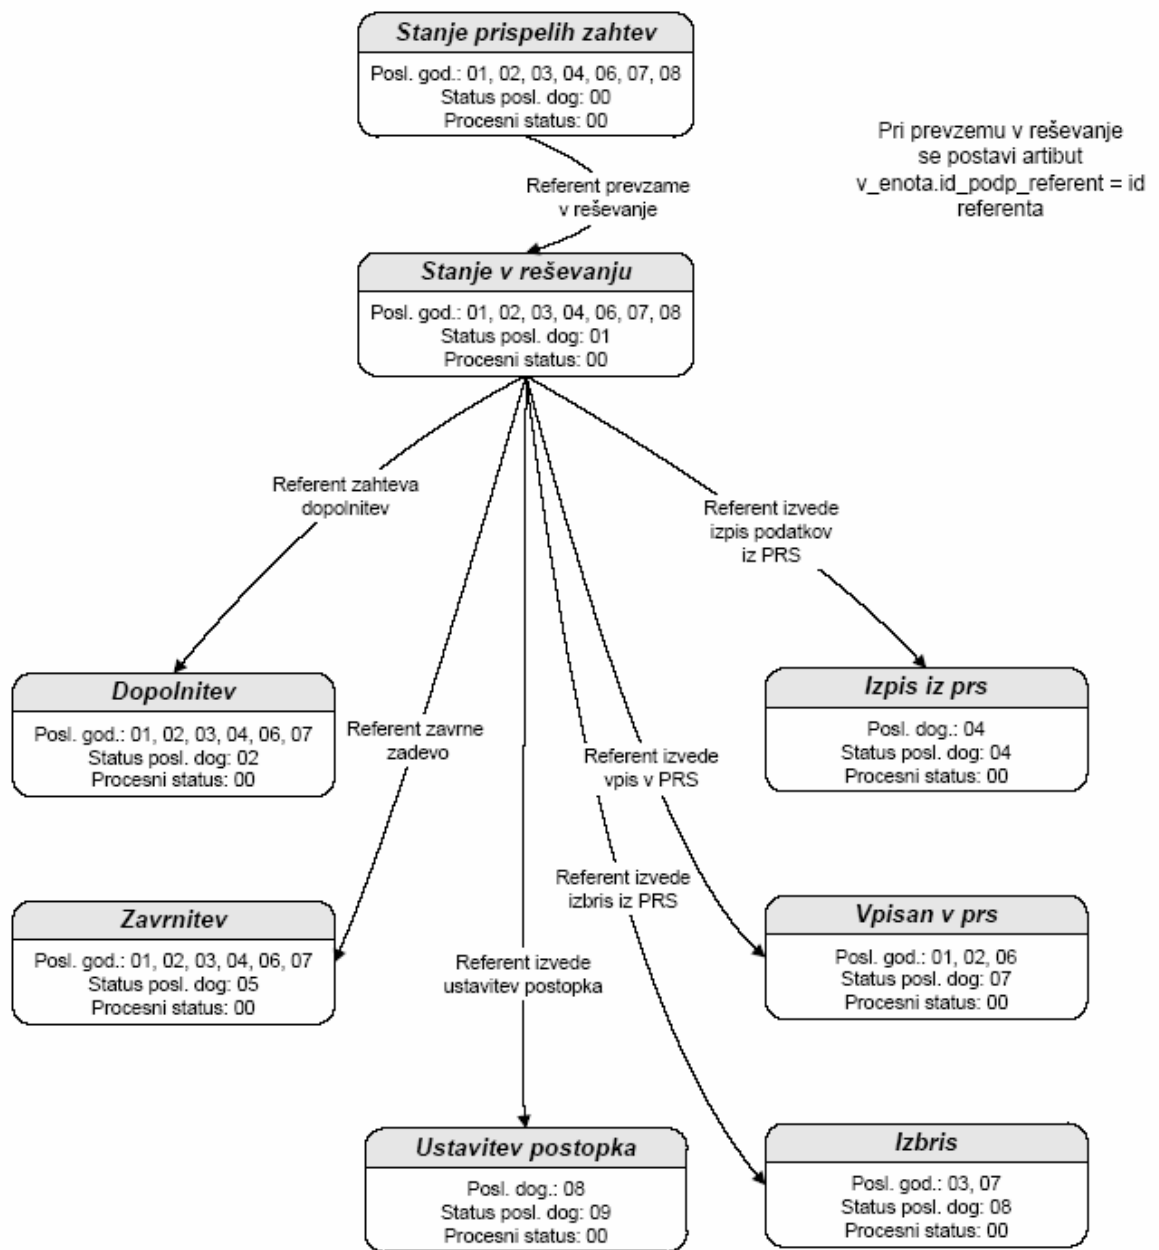 Stanje prispelih zahtev
Posl. god.: 01, 02, 03, 04, 06, 07, 08
Status posl. dog: 00
Procesni status: 00
Pri prevzemu v reševanje
se postavi artibut
v_enota.id_podp_referent = id
referenta
Referent prevzame
v reševanje
Stanje v reševanju
Posl. god.: 01, 02, 03, 04, 06, 07, 08
Status posl. dog: 01
Procesni status: 00
Referent zahteva
dopolnitev
Referent izvede
izpis podatkov
iz PRS
Dopolnitev
Posl. god.: 01, 02, 03, 04, 06, 07
Status posl. dog: 02
Procesni status: 00
Izpis iz prs
Posl. dog.: 04
Status posl. dog: 04
Procesni status: 00
Referent zavrne
zadevo
Referent izvede
vpis v PRS
Referent izvede
izbris iz PRS
Zavrnitev
Posl. god.: 01, 02, 03, 04, 06, 07
Status posl. dog: 05
Procesni status: 00
Vpisan v prs
Posl. god.: 01, 02, 06
Status posl. dog: 07
Procesni status: 00
Referent izvede
ustavitev postopka
Ustavitev postopka
Posl. dog.: 08
Status posl. dog: 09
Procesni status: 00
Izbris
Posl. god.: 03, 07
Status posl. dog: 08
Procesni status: 00